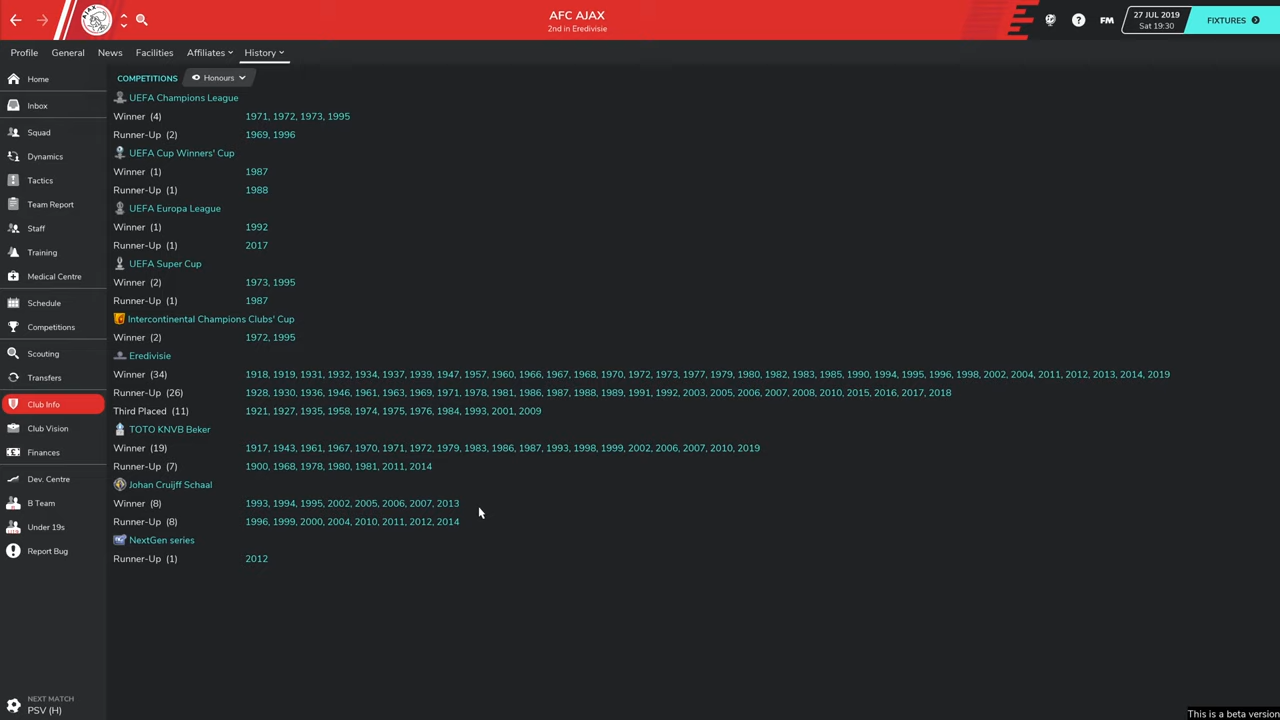 AJAX
AFC AJAX
2nd in Eredivisie
FM
27 JUL 2019
Sat 19:30
FIXTURES
Profile General News Facilities Affiliates History
COMPETITIONS Honours
Home
Inbox
Squad
Dynamics
Tactics
Team Report
Staff
Training
Medical Centre
Schedule
Competitions
Scouting
Transfers
Club Info
Club Vision
Finances
Dev. Centre
B Team
Under 19s
Report Bug
NEXT MATCH
PSV (H)
UEFA Champions League
Winner (4) 1971, 1972, 1973, 1995
Runner-Up (2) 1969, 1996
UEFA Cup Winners' Cup
Winner (1) 1987
Runner-Up (1) 1988
UEFA Europa League
Winner (1) 1992
Runner-Up (1) 2017
UEFA Super Cup
Winner (2) 1973, 1995
Runner-Up (1) 1987
Intercontinental Champions Clubs' Cup
Winner (2) 1972, 1995
Eredivisie
Winner (34) 1918, 1919, 1931, 1932, 1934, 1937, 1939, 1947, 1957, 1960, 1966, 1967, 1968, 1970, 1972, 1973, 1977, 1979, 1980, 1982, 1983, 1985, 1990, 1994, 1995, 1996, 1998, 2002, 2004, 2011, 2012, 2013, 2014, 2019
Runner-Up (26) 1928, 1930, 1936, 1946, 1961, 1963, 1969, 1971, 1978, 1981, 1986, 1987, 1988, 1989, 1991, 1992, 2003, 2005, 2006, 2007, 2008, 2010, 2015, 2016, 2017, 2018
Third Placed (11) 1921, 1927, 1935, 1958, 1974, 1975, 1976, 1984, 1993, 2001, 2009
TOTO KNVB Beker
Winner (19) 1917, 1943, 1961, 1967, 1970, 1971, 1972, 1979, 1983, 1986, 1987, 1993, 1998, 1999, 2002, 2006, 2007, 2010, 2019
Runner-Up (7) 1900, 1968, 1978, 1980, 1981, 2011, 2014
Johan Cruijff Schaal
Winner (8) 1993, 1994, 1995, 2002, 2005, 2006, 2007, 2013
Runner-Up (8) 1996, 1999, 2000, 2004, 2010, 2011, 2012, 2014
NextGen series
Runner-Up (1) 2012
This is a beta version